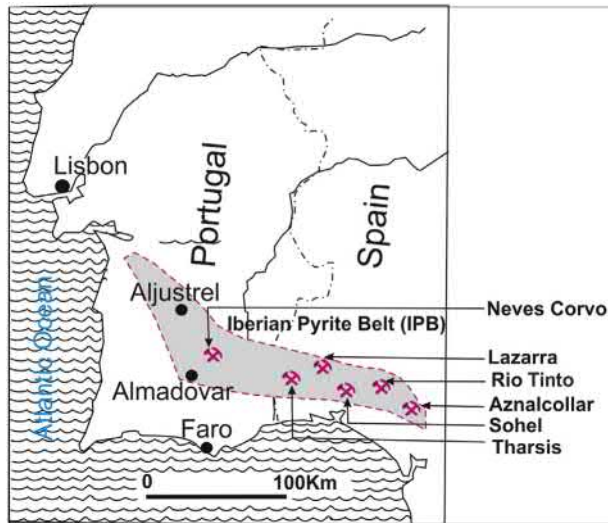 Lisbon
Portugal
Spain
Atlantic Ocean
Aljustrel
Neves Corvo
Iberian Pyrite Belt (IPB)
Lazarra
Rio Tinto
Almadovar
Aznalcollar
Sohel
Faro
Tharsis
0 100Km